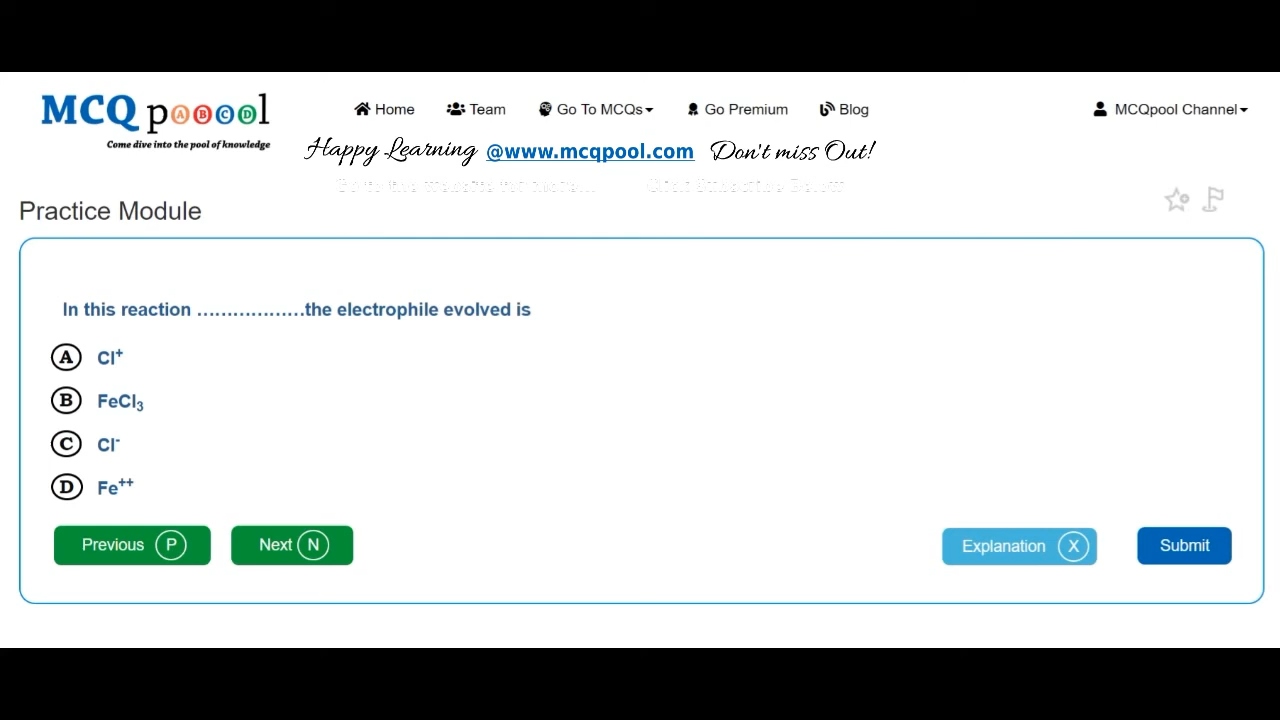 MCQ poool
Come dive into the pool of knowledge
Home Team Go To MCQs Go Premium Blog MCQpool Channel
Happy Learning @www.mcqpool.com Don't miss Out!
Practice Module
In this reaction ………………the electrophile evolved is
A Cl⁺
B FeCl₃
C Cl⁻
D Fe⁺⁺
Previous P Next N Explanation X Submit